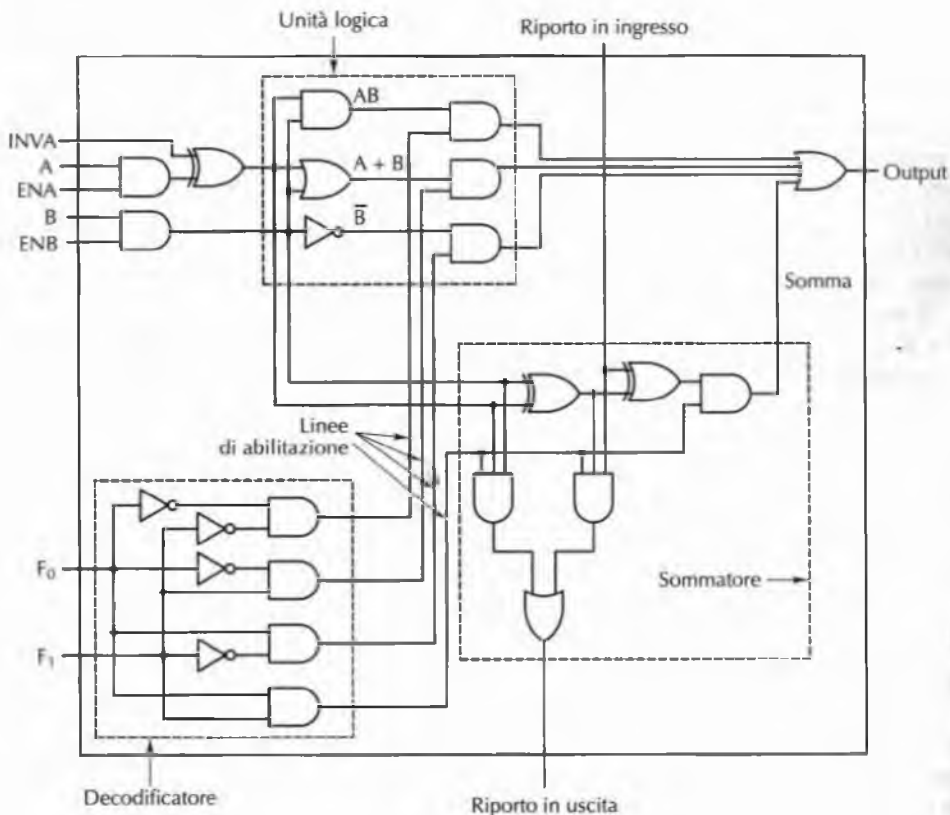 Unità logica
Riporto in ingresso
INVA
A
ENA
B
ENB
AB
A + B
B̅
Output
Somma
Linee
di abilitazione
F₀
F₁
Sommatore
Decodificatore
Riporto in uscita